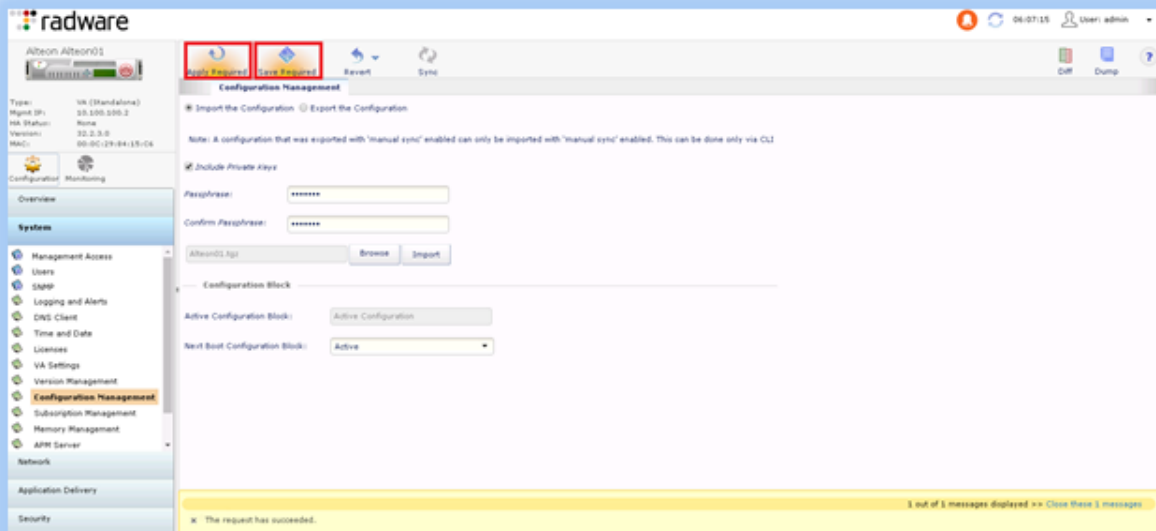 radware
06:07:15 User: admin
Alteon Alteon01
Apply Required Save Required Revert Sync
Diff Dump ?
Configuration Management
Type: VA (Standalone)
Mgmt IP: 10.100.100.2
HA Status: None
Version: 32.2.3.0
MAC: 00:0C:29:04:15:C6
Configuration Monitoring
Import the Configuration Export the Configuration
Note: A configuration that was exported with 'manual sync' enabled can only be imported with 'manual sync' enabled. This can be done only via CLI
Include Private Keys
Passphrase: •••••••
Confirm Passphrase: •••••••
Alteon01.tgz Browse Import
Configuration Block
Active Configuration Block: Active Configuration
Next Boot Configuration Block: Active
Overview
System
Management Access
Users
SNMP
Logging and Alerts
DNS Client
Time and Date
Licenses
VA Settings
Version Management
Configuration Management
Subscription Management
Memory Management
APM Server
Network
Application Delivery
Security
1 out of 1 messages displayed >> Close these 1 messages
x The request has succeeded.